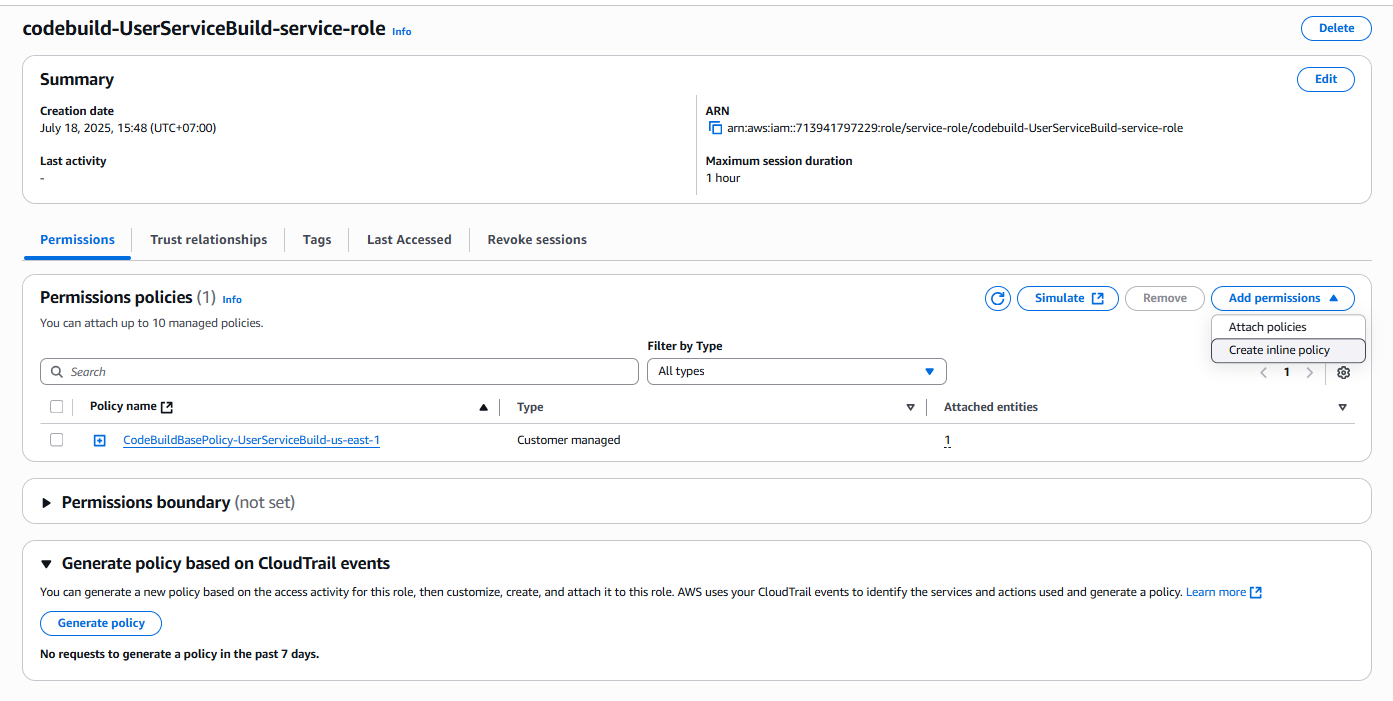 codebuild-UserServiceBuild-service-role Info
Delete
Summary
Edit
Creation date
July 18, 2025, 15:48 (UTC+07:00)
ARN
arn:aws:iam::713941797229:role/service-role/codebuild-UserServiceBuild-service-role
Last activity
-
Maximum session duration
1 hour
Permissions Trust relationships Tags Last Accessed Revoke sessions
Permissions policies (1) Info
Simulate Remove Add permissions
You can attach up to 10 managed policies.
Attach policies
Create inline policy
Filter by Type
Search
All types
1
Policy name Type Attached entities
CodeBuildBasePolicy-UserServiceBuild-us-east-1 Customer managed 1
Permissions boundary (not set)
Generate policy based on CloudTrail events
You can generate a new policy based on the access activity for this role, then customize, create, and attach it to this role. AWS uses your CloudTrail events to identify the services and actions used and generate a policy. Learn more
Generate policy
No requests to generate a policy in the past 7 days.